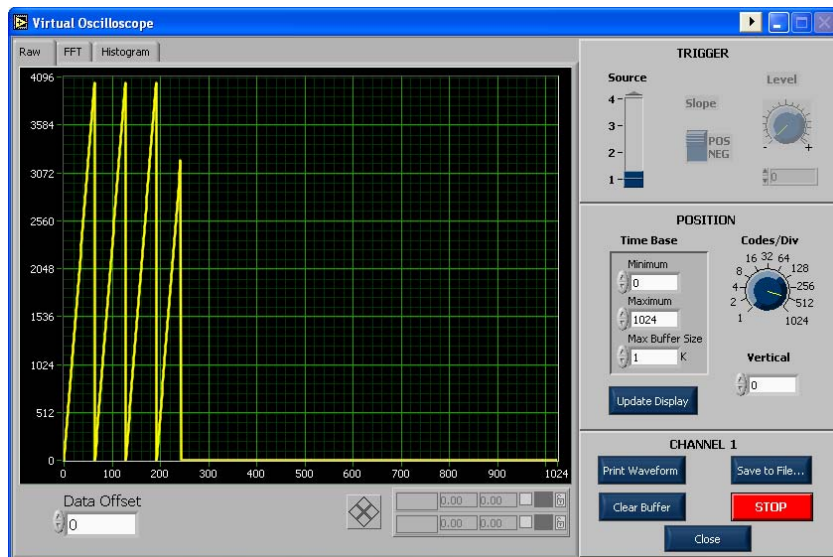 Virtual Oscilloscope
Raw FFT Histogram
4096
3584
3072
2560
2048
1536
1024
512
0
0 100 200 300 400 500 600 700 800 900 1024
Data Offset
0
0.00 0.00
0.00 0.00
TRIGGER
Source
4
3
2
1
Slope
POS
NEG
Level
- +
0
POSITION
Time Base
Minimum
0
Maximum
1024
Max Buffer Size
1 K
Update Display
Codes/Div
1 2 4 8 16 32 64 128 256 512 1024
Vertical
0
CHANNEL 1
Print Waveform Save to File...
Clear Buffer STOP
Close